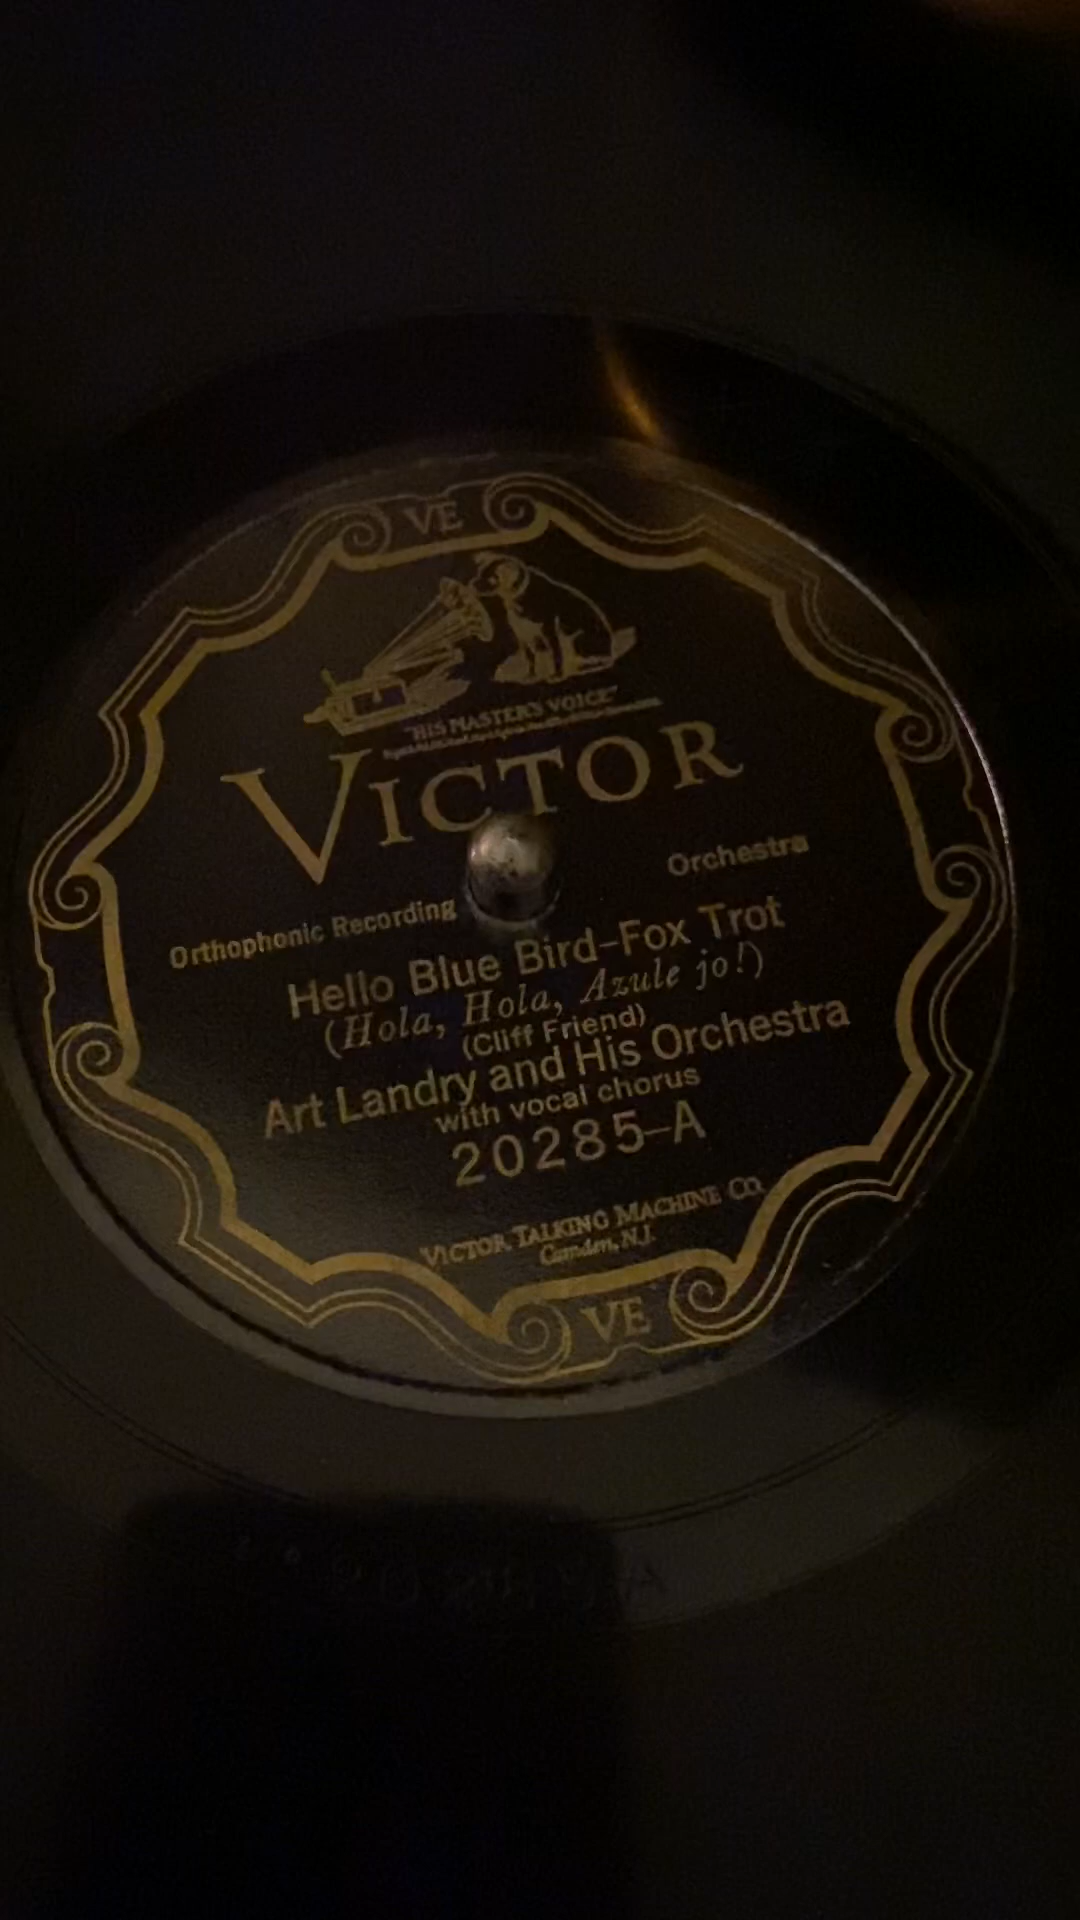 VE
"HIS MASTER'S VOICE"
VICTOR
Orchestra
Orthophonic Recording
Hello Blue Bird-Fox Trot
(Hola, Hola, Azule jo!)
(Cliff Friend)
Art Landry and His Orchestra
with vocal chorus
20285-A
VICTOR TALKING MACHINE CO.
Camden, N.J.
VE